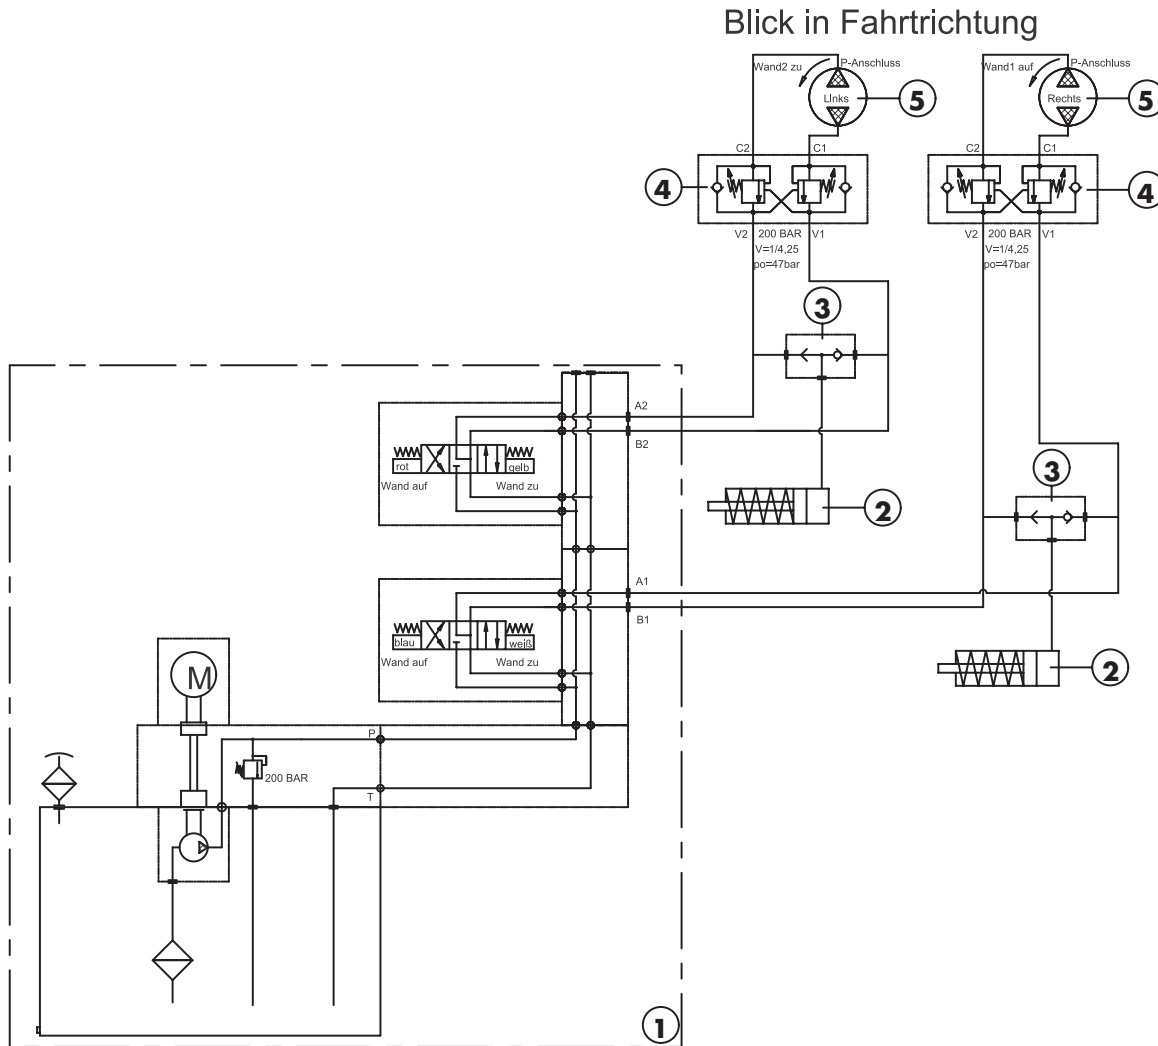 Blick in Fahrtrichtung
Wand2 zu
P-Anschluss
LInks
5
Wand1 auf
P-Anschluss
Rechts
5
C2
C1
C2
C1
4
4
V2
200 BAR
V1
V=1/4,25
po=47bar
V2
200 BAR
V1
V=1/4,25
po=47bar
3
A2
B2
rot
gelb
Wand auf
Wand zu
2
3
A1
B1
blau
weiß
Wand auf
Wand zu
2
M
P
200 BAR
T
1